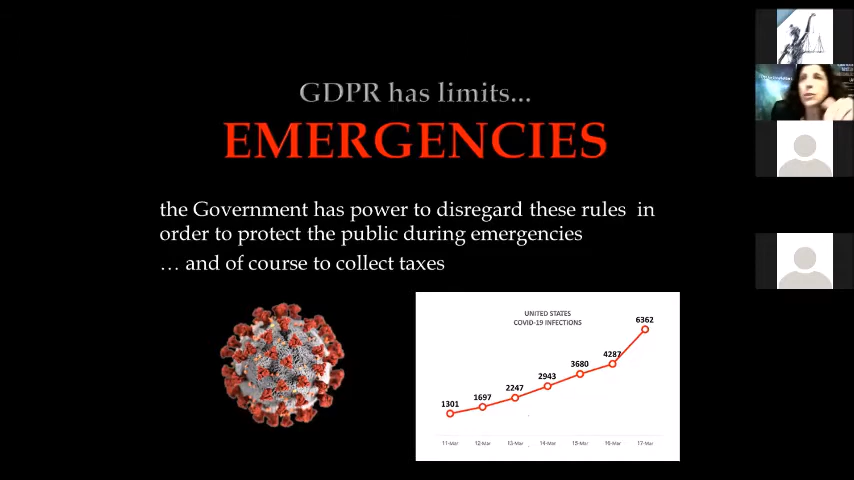 GDPR has limits...
EMERGENCIES
the Government has power to disregard these rules in
order to protect the public during emergencies
… and of course to collect taxes
UNITED STATES
COVID-19 INFECTIONS
6362
4287
3680
2943
2247
1697
1301
11-Mar 12-Mar 13-Mar 14-Mar 15-Mar 16-Mar 17-Mar